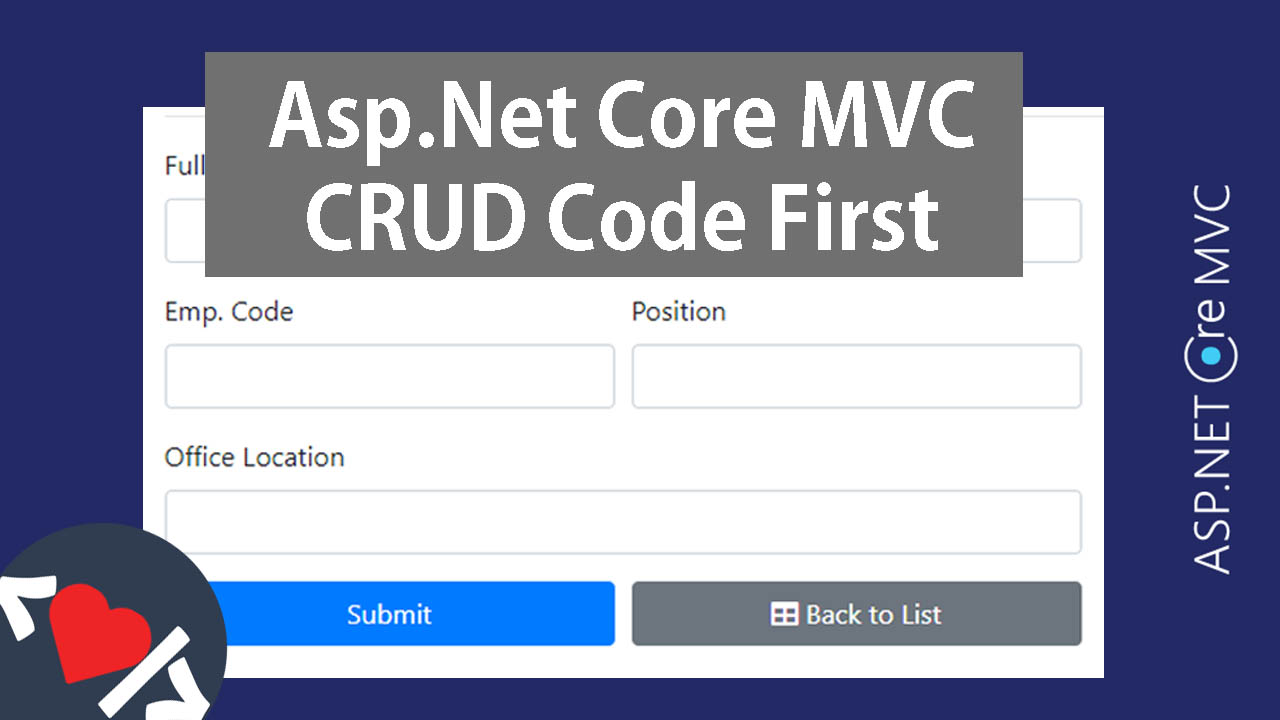 Asp.Net Core MVC
CRUD Code First
Full
Emp. Code
Position
Office Location
Submit
Back to List
ASP.NET Core MVC